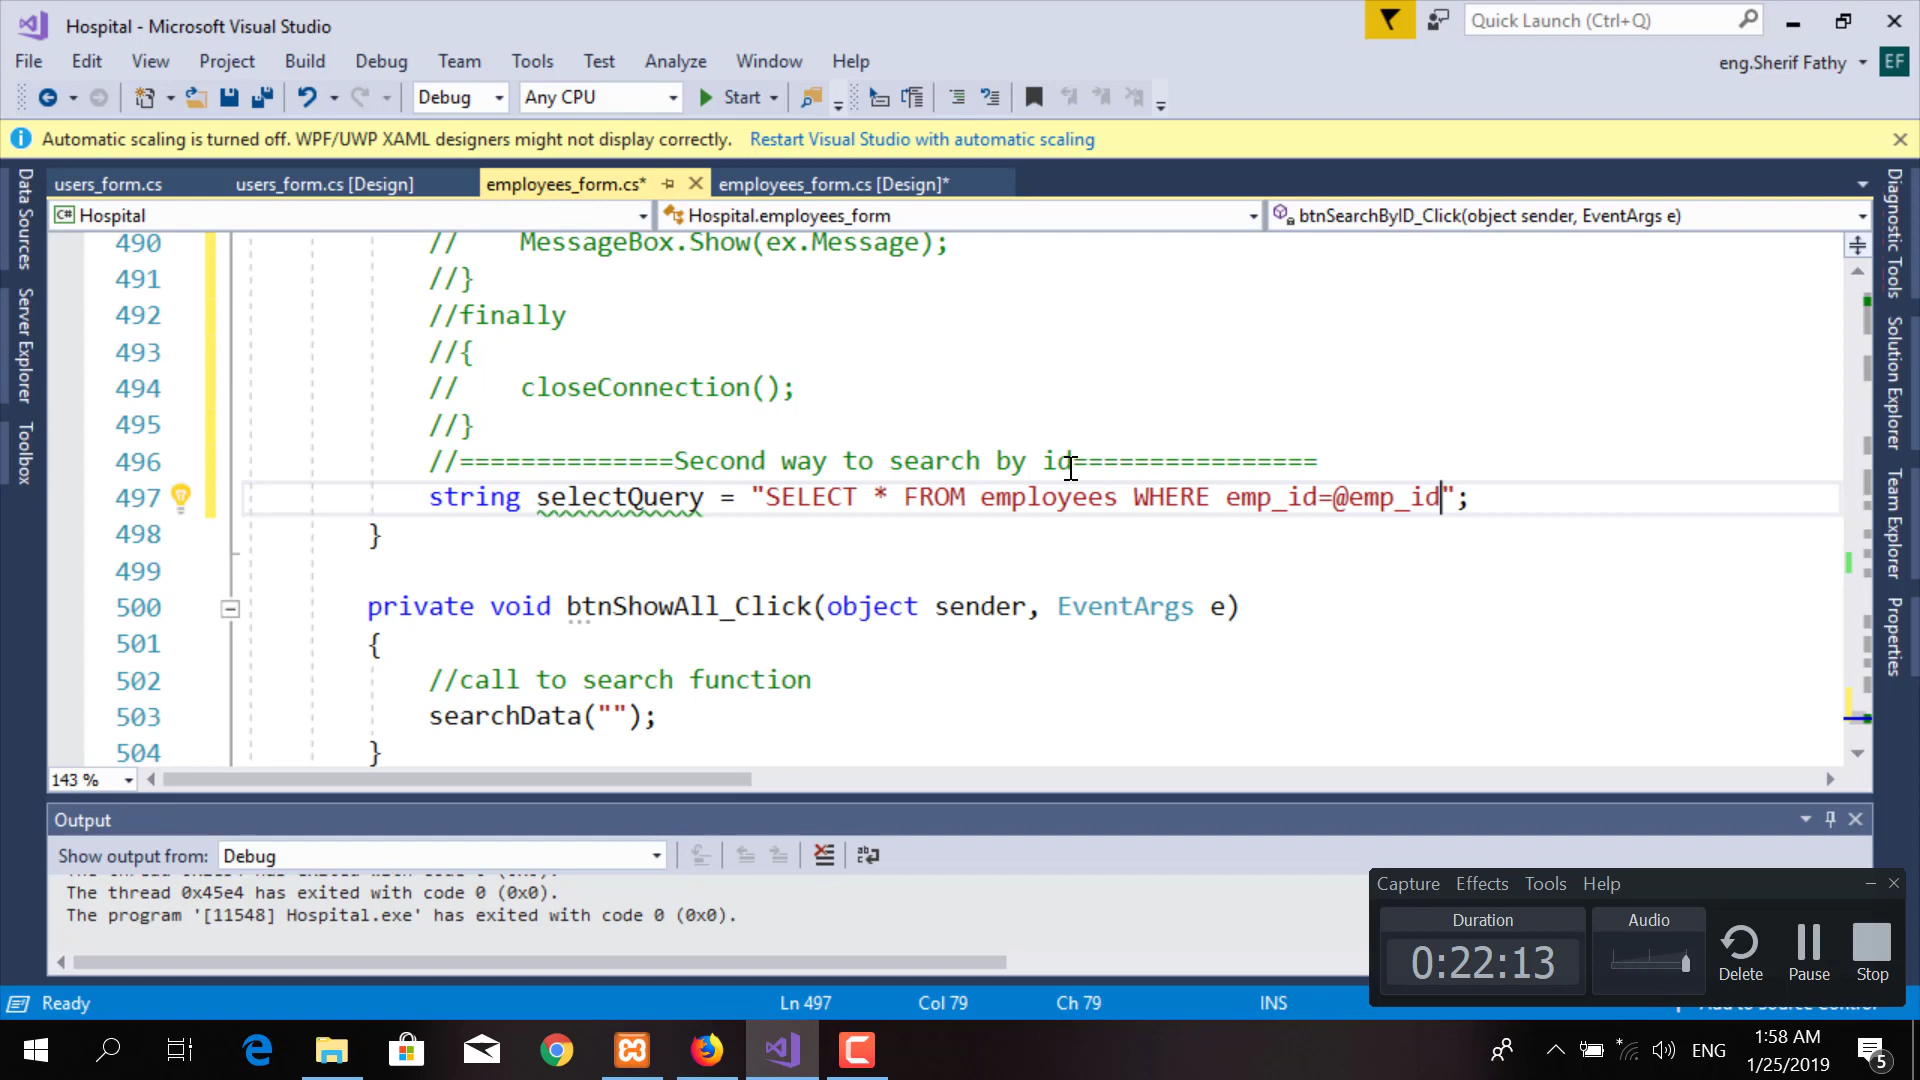 Hospital - Microsoft Visual Studio
Quick Launch (Ctrl+Q)
File Edit View Project Build Debug Team Tools Test Analyze Window Help
eng.Sherif Fathy EF
Debug Any CPU Start
Automatic scaling is turned off. WPF/UWP XAML designers might not display correctly. Restart Visual Studio with automatic scaling
users_form.cs users_form.cs [Design] employees_form.cs* employees_form.cs [Design]*
Hospital Hospital.employees_form btnSearchByID_Click(object sender, EventArgs e)
Data Sources
Server Explorer
Toolbox
Diagnostic Tools
Solution Explorer
Team Explorer
Properties
490 // MessageBox.Show(ex.Message);
491 //}
492 //finally
493 //{
494 // closeConnection();
495 //}
496 //==============Second way to search by id================
497 string selectQuery = "SELECT * FROM employees WHERE emp_id=@emp_id";
498 }
499
500 private void btnShowAll_Click(object sender, EventArgs e)
501 {
502 //call to search function
503 searchData("");
504 }
143 %
Output
Show output from: Debug
The thread 0x45e4 has exited with code 0 (0x0).
The program '[11548] Hospital.exe' has exited with code 0 (0x0).
Capture Effects Tools Help
Duration Audio
0:22:13
Delete Pause Stop
Ready Ln 497 Col 79 Ch 79 INS
ENG
1:58 AM
1/25/2019
5